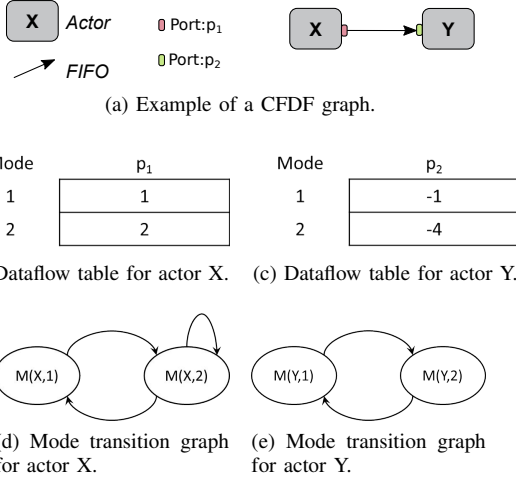 X Actor Port:p1 X Y
FIFO Port:p2
(a) Example of a CFDF graph.
Mode p1 Mode p2
1 1 1 -1
2 2 2 -4
Dataflow table for actor X. (c) Dataflow table for actor Y.
M(X,1) M(X,2) M(Y,1) M(Y,2)
(d) Mode transition graph
for actor X.
(e) Mode transition graph
for actor Y.